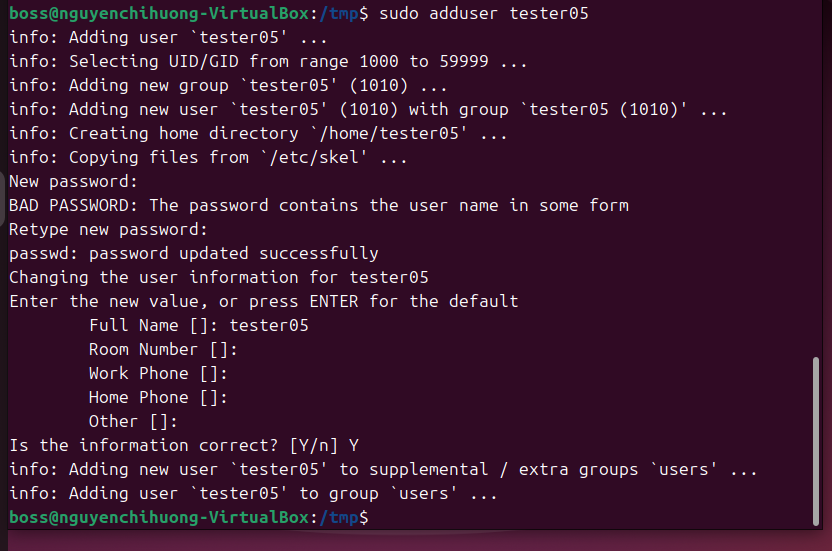 boss@nguyenchihuong-VirtualBox:/tmp$ sudo adduser tester05
info: Adding user `tester05' ...
info: Selecting UID/GID from range 1000 to 59999 ...
info: Adding new group `tester05' (1010) ...
info: Adding new user `tester05' (1010) with group `tester05 (1010)' ...
info: Creating home directory `/home/tester05' ...
info: Copying files from `/etc/skel' ...
New password:
BAD PASSWORD: The password contains the user name in some form
Retype new password:
passwd: password updated successfully
Changing the user information for tester05
Enter the new value, or press ENTER for the default
        Full Name []: tester05
        Room Number []:
        Work Phone []:
        Home Phone []:
        Other []:
Is the information correct? [Y/n] Y
info: Adding new user `tester05' to supplemental / extra groups `users' ...
info: Adding user `tester05' to group `users' ...
boss@nguyenchihuong-VirtualBox:/tmp$